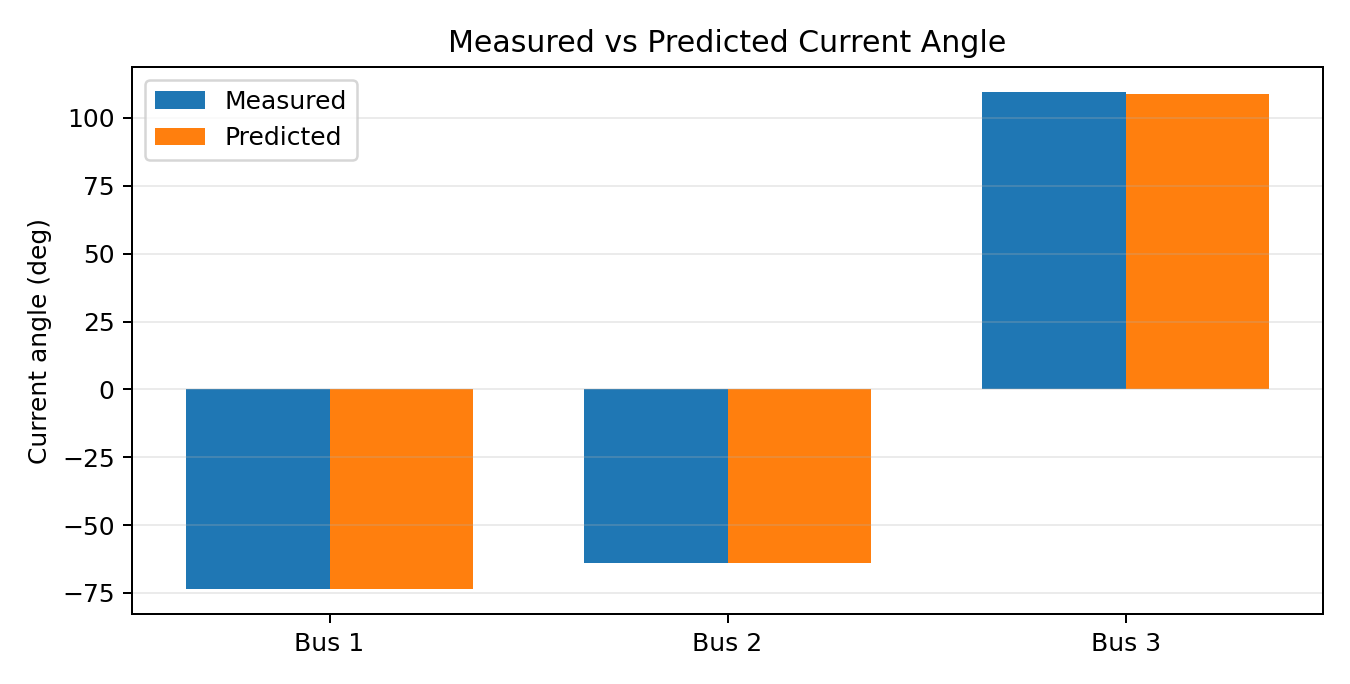 Measured vs Predicted Current Angle
Measured
Predicted
Current angle (deg)
100
75
50
25
0
−25
−50
−75
Bus 1
Bus 2
Bus 3